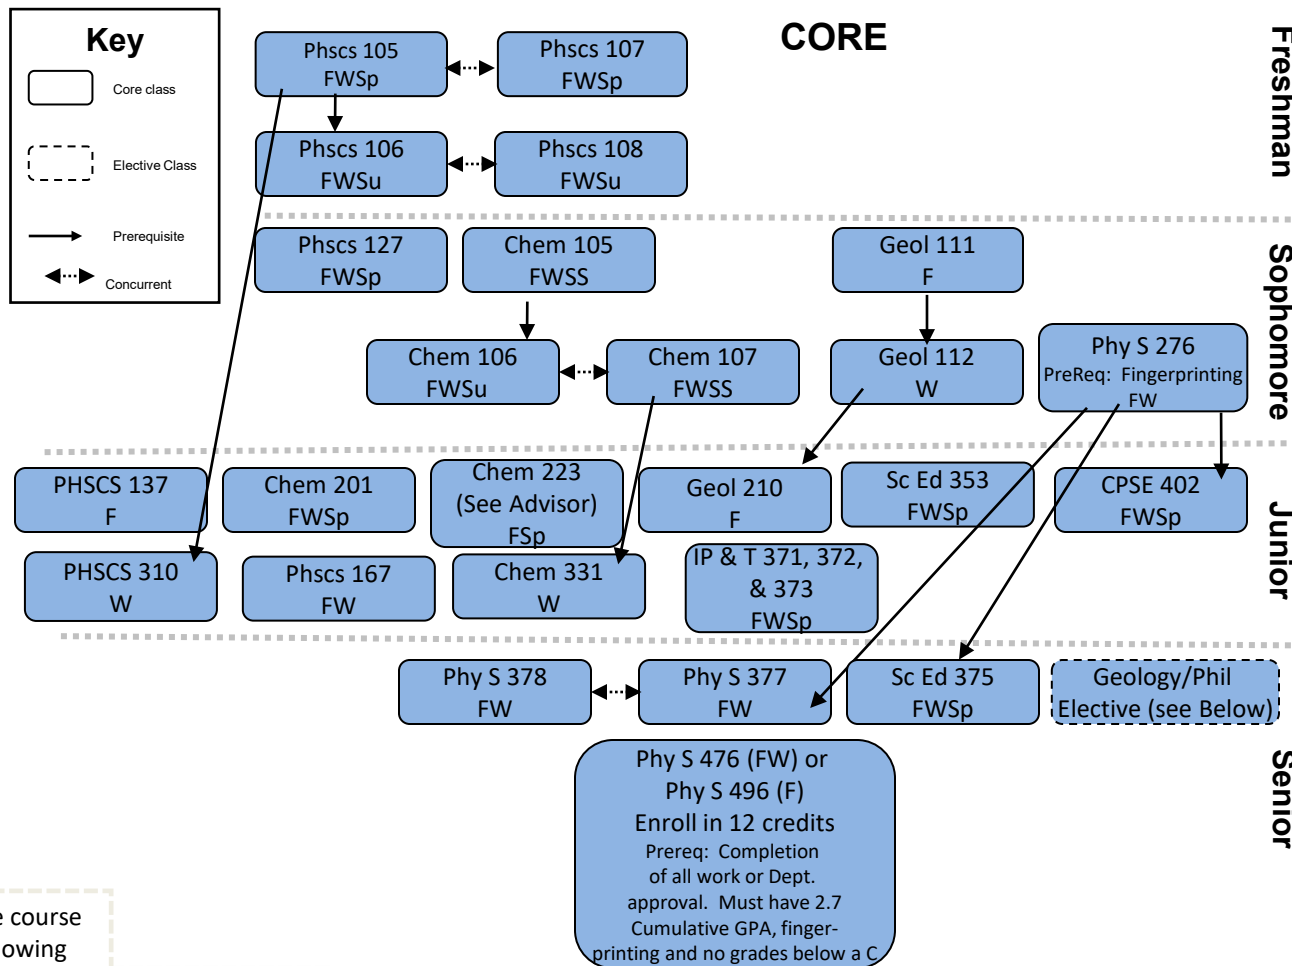 Key
Core class
Elective Class
Prerequisite
Concurrent
CORE
Freshman
Phscs 105
FWSp
Phscs 107
FWSp
Phscs 106
FWSu
Phscs 108
FWSu
Sophomore
Phscs 127
FWSp
Chem 105
FWSS
Geol 111
F
Chem 106
FWSu
Chem 107
FWSS
Geol 112
W
Phy S 276
PreReq: Fingerprinting
FW
Junior
PHSCS 137
F
Chem 201
FWSp
Chem 223
(See Advisor)
FSp
Geol 210
F
Sc Ed 353
FWSp
CPSE 402
FWSp
PHSCS 310
W
Phscs 167
FW
Chem 331
W
IP & T 371, 372,
& 373
FWSp
Senior
Phy S 378
FW
Phy S 377
FW
Sc Ed 375
FWSp
Geology/Phil
Elective (see Below)
Phy S 476 (FW) or
Phy S 496 (F)
Enroll in 12 credits
Prereq: Completion
of all work or Dept.
approval. Must have 2.7
Cumulative GPA, finger-
printing and no grades below a C
e course
owing